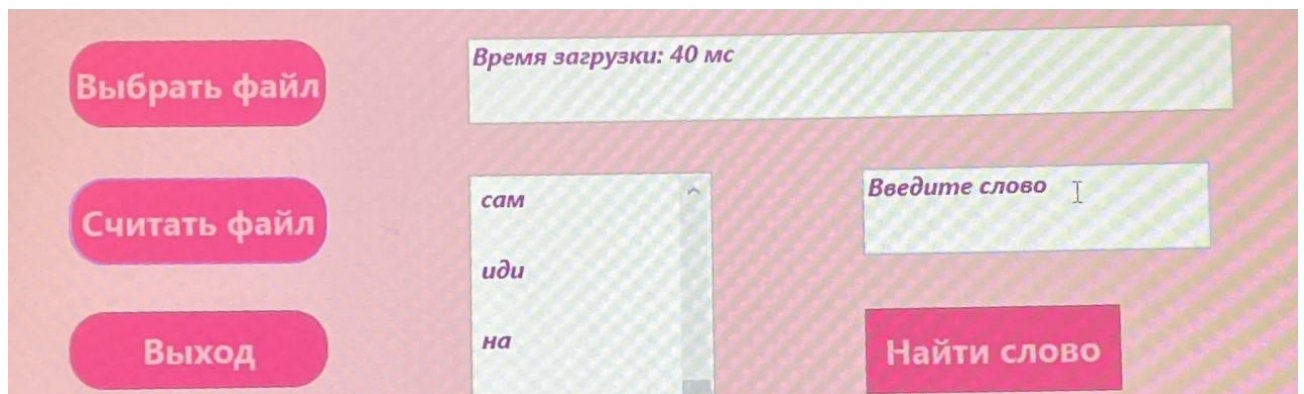 Выбрать файл
Время загрузки: 40 мс
Считать файл
сам
иди
на
Введите слово
Выход
Найти слово